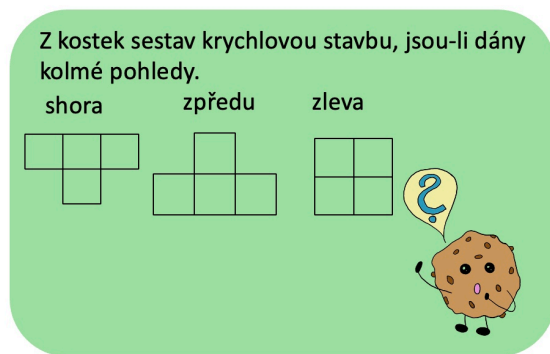 Z kostek sestav krychlovou stavbu, jsou-li dány
kolmé pohledy.
shora zpředu zleva
?